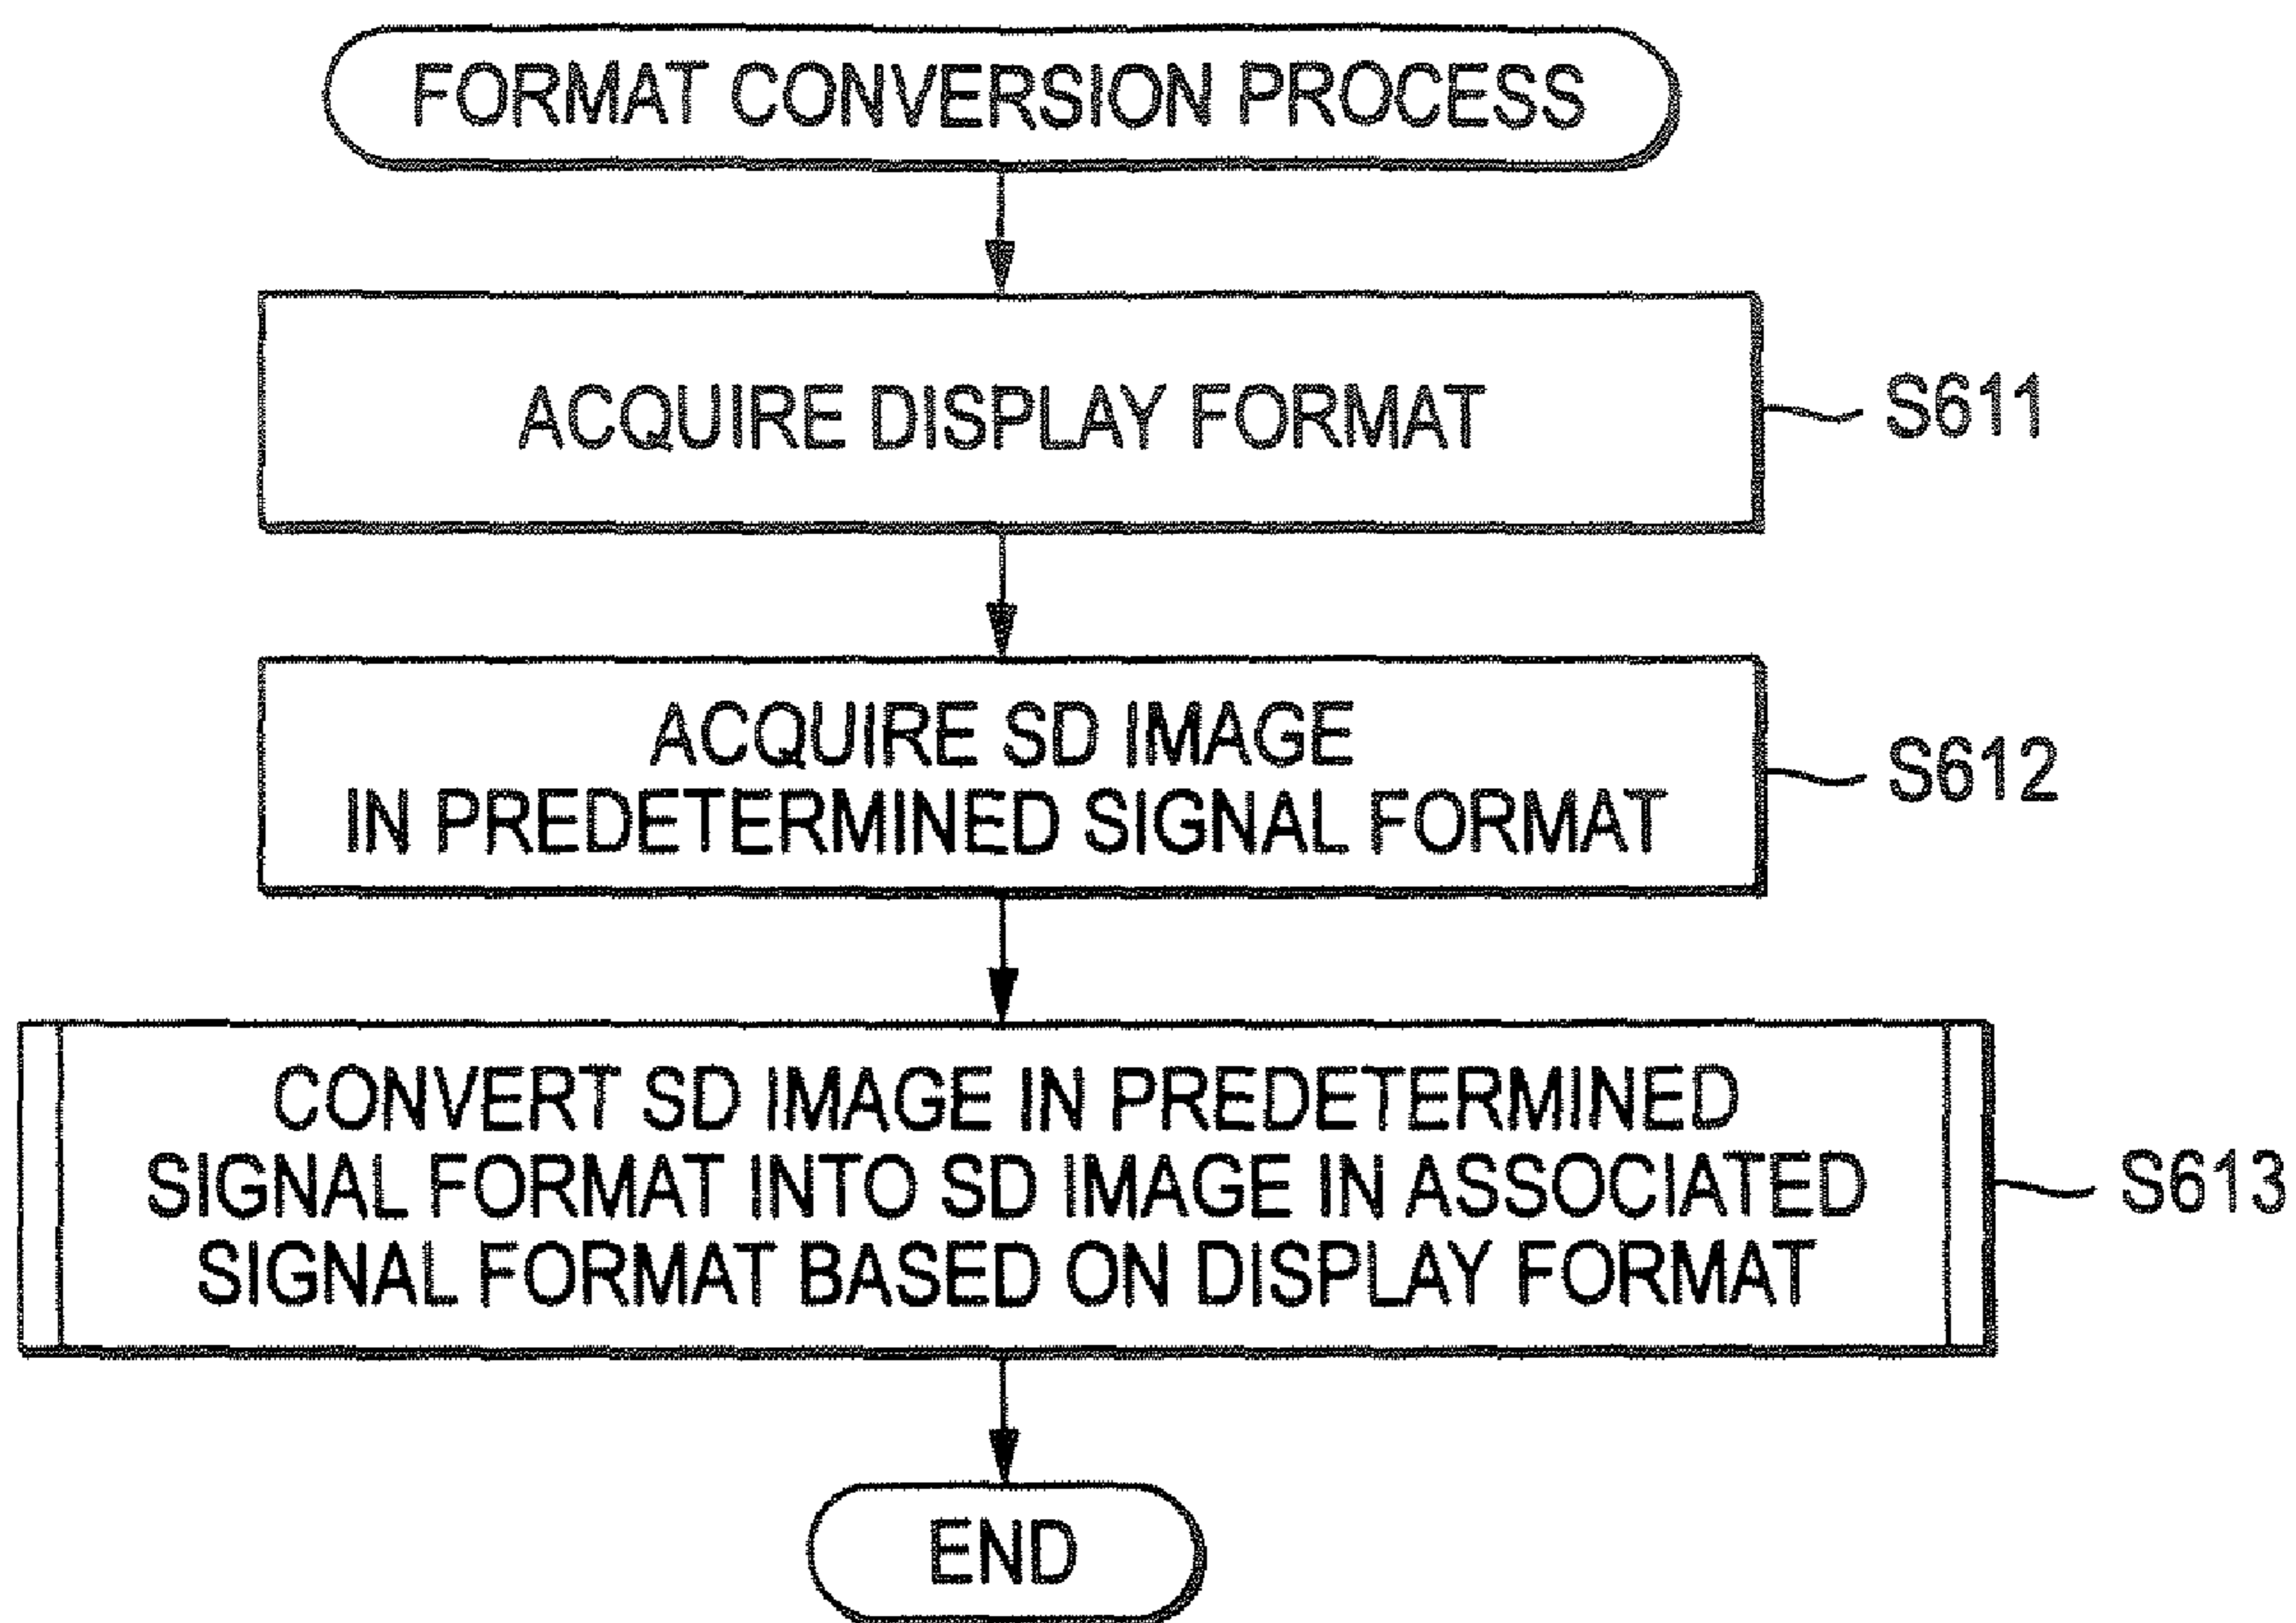 FORMAT CONVERSION PROCESS
ACQUIRE DISPLAY FORMAT
S611
ACQUIRE SD IMAGE
IN PREDETERMINED SIGNAL FORMAT
S612
CONVERT SD IMAGE IN PREDETERMINED
SIGNAL FORMAT INTO SD IMAGE IN ASSOCIATED
SIGNAL FORMAT BASED ON DISPLAY FORMAT
S613
END